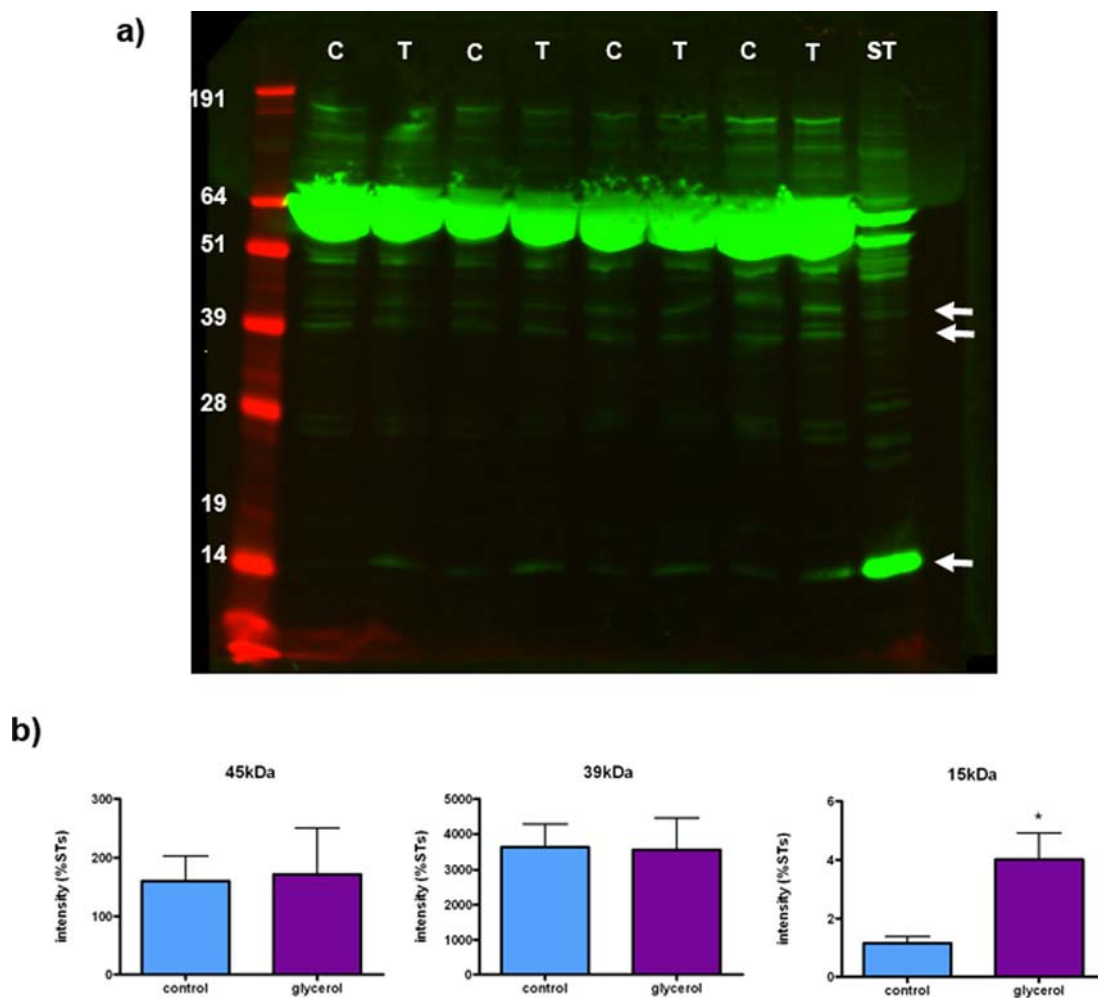 a)
C T C T C T C T ST
191
64
51
39
28
19
14
b)
45kDa
300
200
100
0
intensity (%STs)
control glycerol
39kDa
5000
4000
3000
2000
1000
0
intensity (%STs)
control glycerol
15kDa
6
4
2
0
intensity (%STs)
*
control glycerol